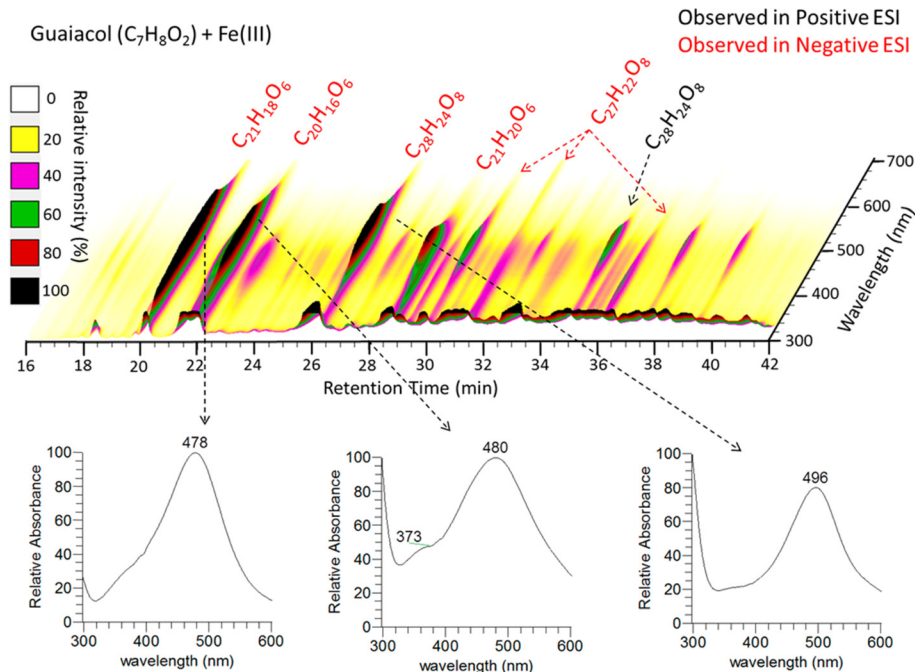 Guaiacol (C7H8O2) + Fe(III)
Observed in Positive ESI
Observed in Negative ESI
Relative intensity (%)
0
20
40
60
80
100
C21H18O6
C20H16O6
C28H24O8
C21H20O6
C27H22O8
C28H24O8
700
600
500
400
300
Wavelength (nm)
16 18 20 22 24 26 28 30 32 34 36 38 40 42
Retention Time (min)
478
100
80
60
40
20
0
Relative Absorbance
300 400 500 600
wavelength (nm)
480
373
100
80
60
40
20
0
Relative Absorbance
300 400 500 600
wavelength (nm)
496
100
80
60
40
20
0
Relative Absorbance
300 400 500 600
wavelength (nm)